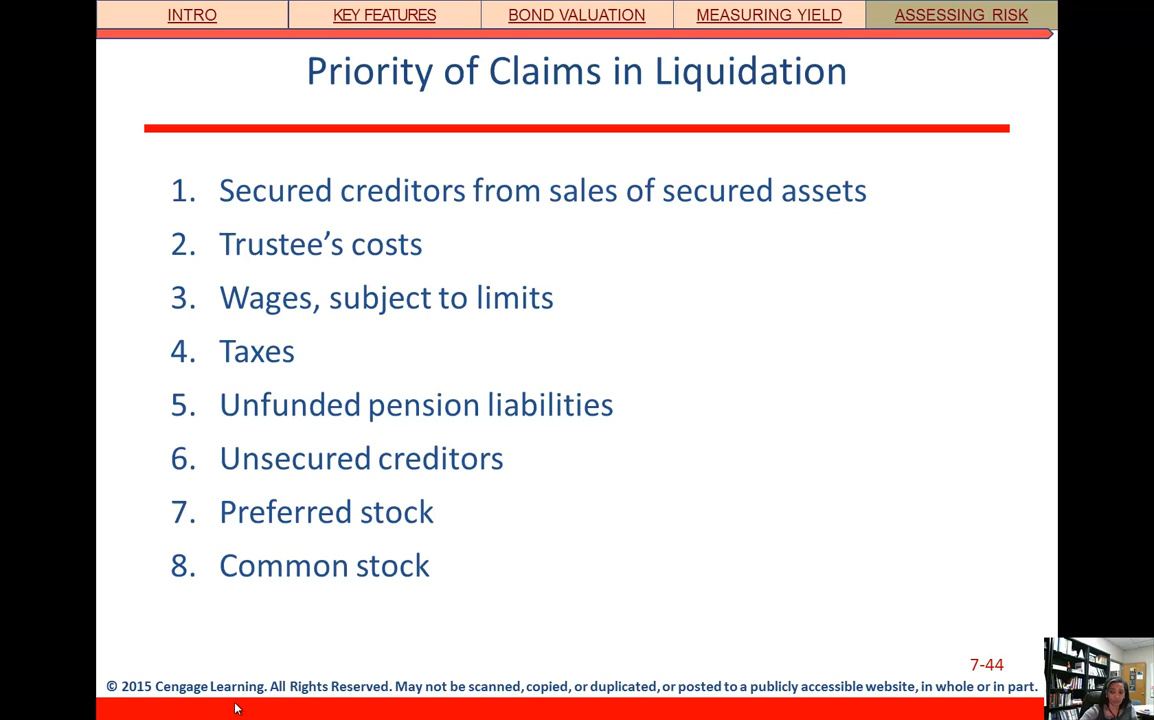 INTRO KEY FEATURES BOND VALUATION MEASURING YIELD ASSESSING RISK
Priority of Claims in Liquidation
1. Secured creditors from sales of secured assets
2. Trustee’s costs
3. Wages, subject to limits
4. Taxes
5. Unfunded pension liabilities
6. Unsecured creditors
7. Preferred stock
8. Common stock
7-44
© 2015 Cengage Learning. All Rights Reserved. May not be scanned, copied, or duplicated, or posted to a publicly accessible website, in whole or in part.